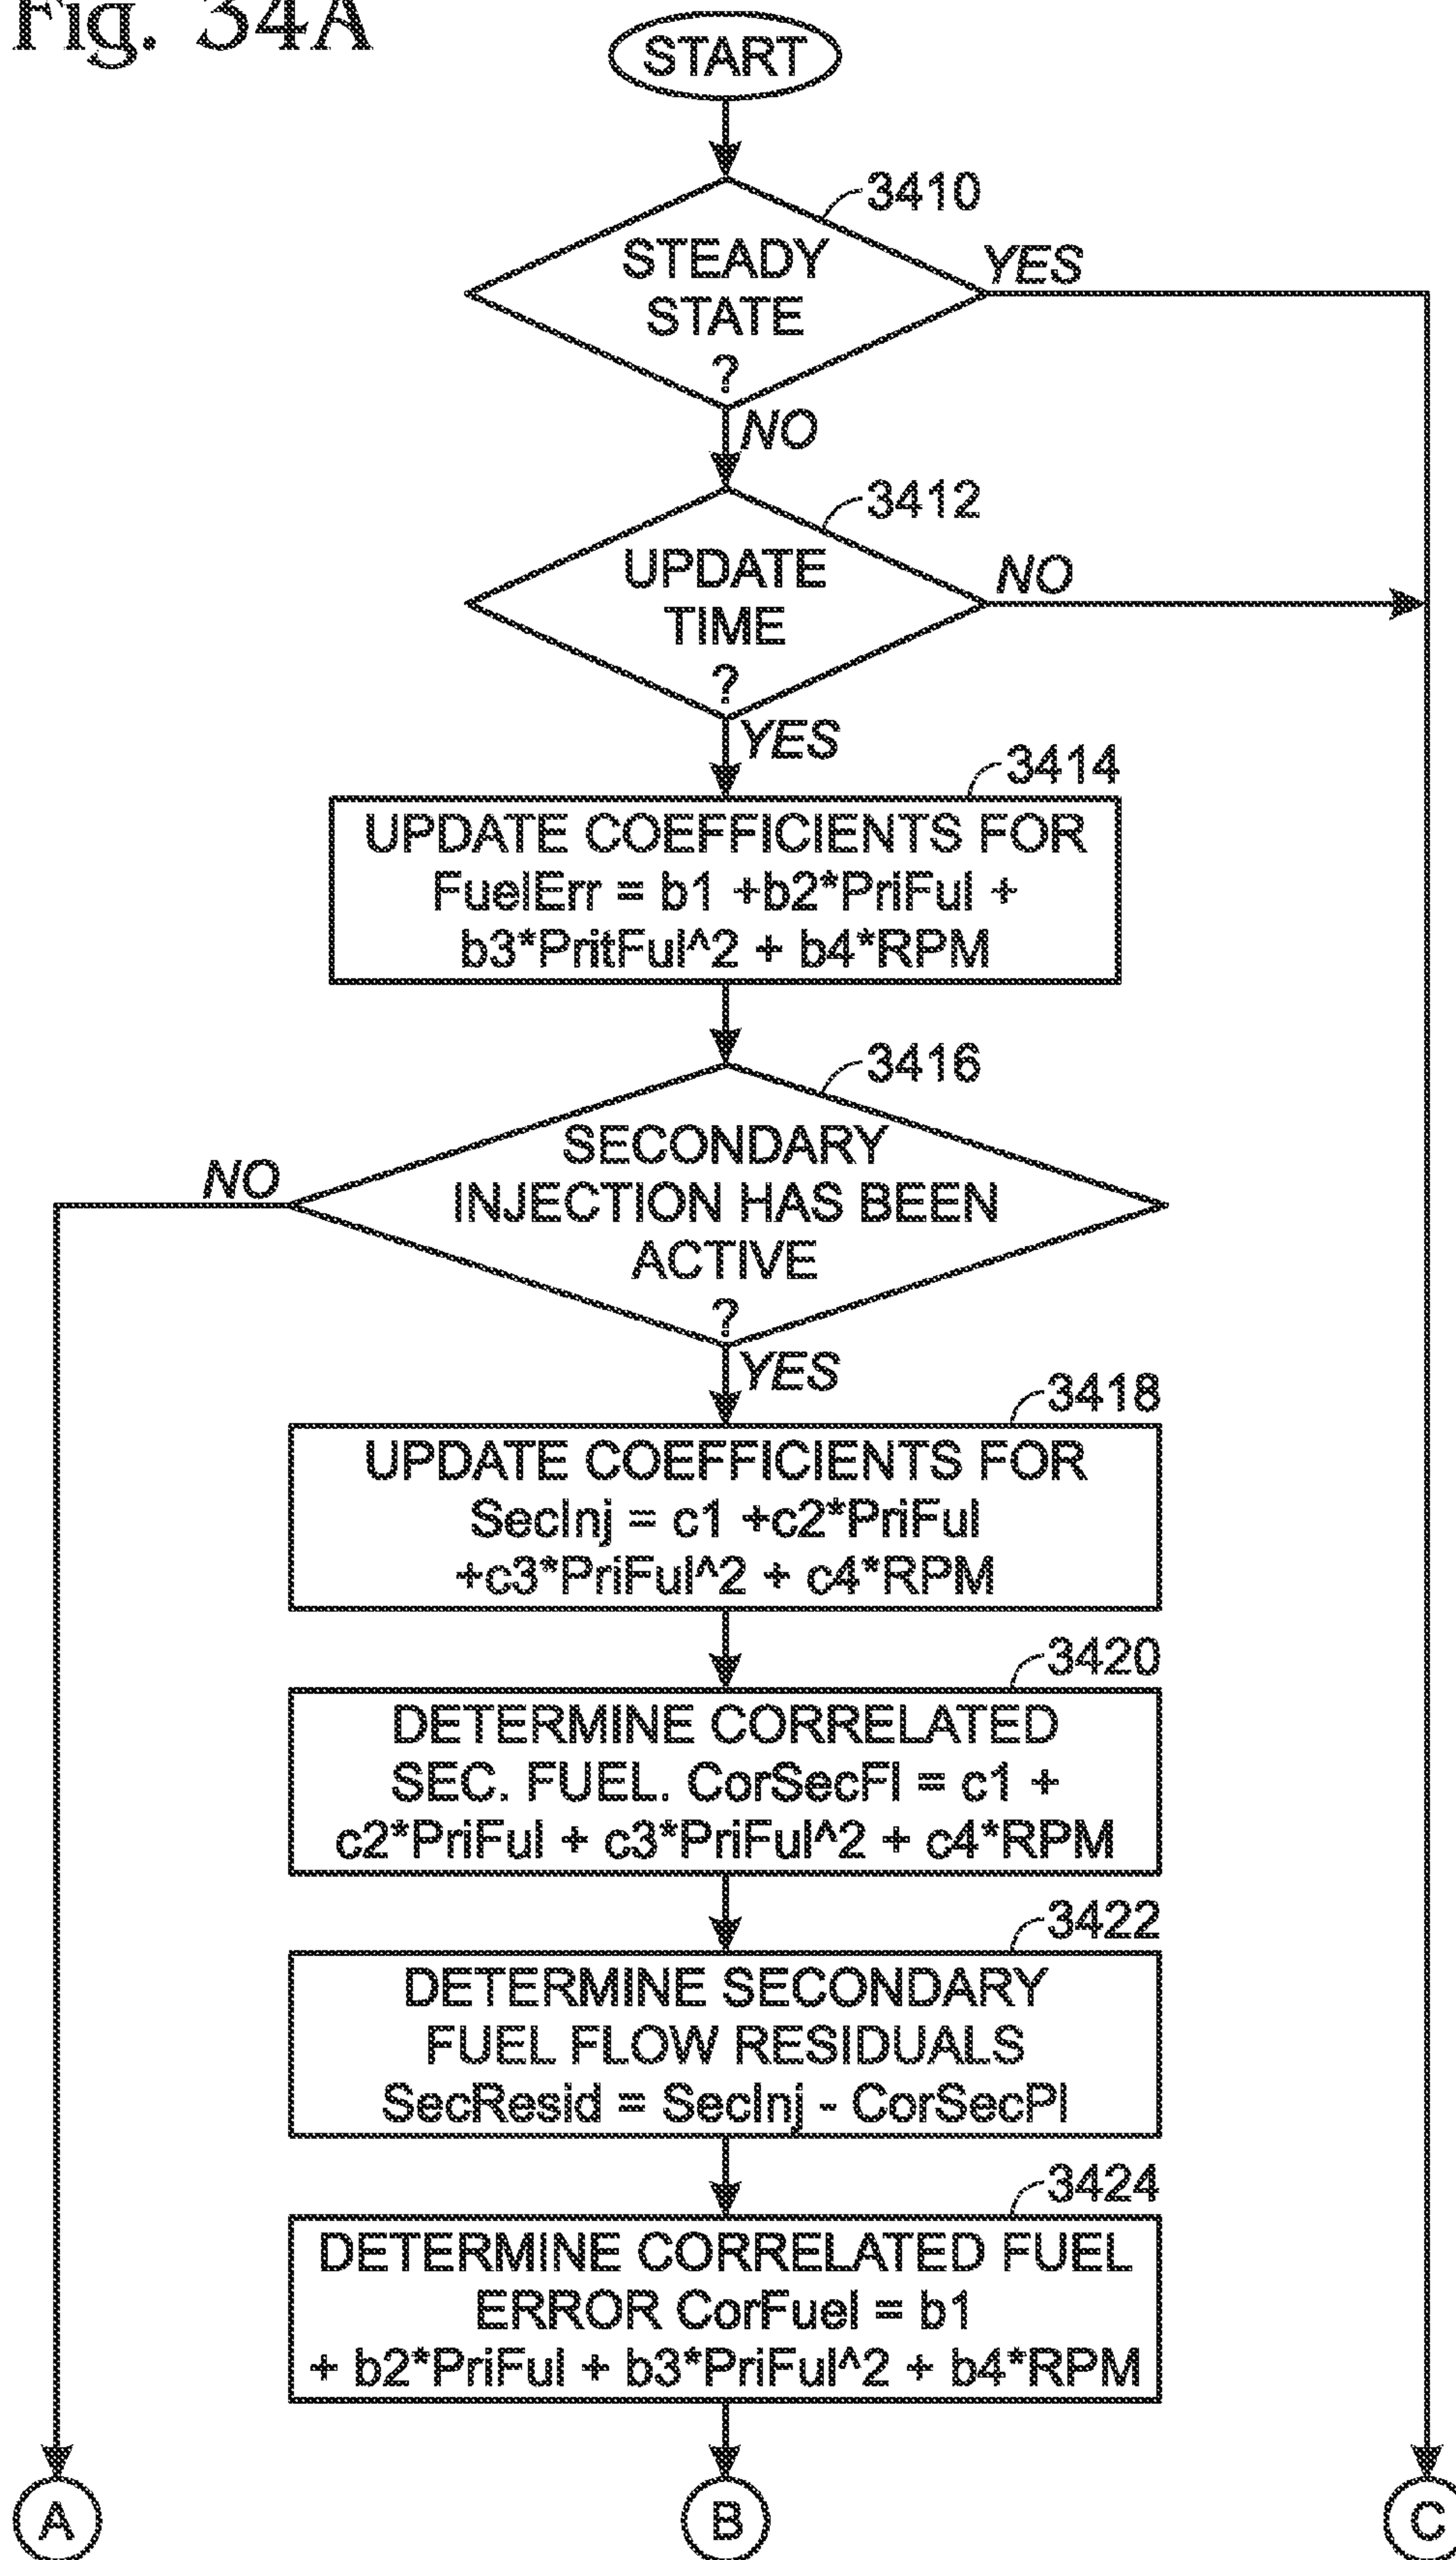 Fig. 34A
START
3410
STEADY
STATE
?
YES
NO
3412
UPDATE
TIME
?
NO
YES
3414
UPDATE COEFFICIENTS FOR
FuelErr = b1 +b2*PriFul +
b3*PritFul^2 + b4*RPM
3416
SECONDARY
INJECTION HAS BEEN
ACTIVE
?
NO
YES
3418
UPDATE COEFFICIENTS FOR
SecInj = c1 +c2*PriFul
+c3*PriFul^2 + c4*RPM
3420
DETERMINE CORRELATED
SEC. FUEL. CorSecFl = c1 +
c2*PriFul + c3*PriFul^2 + c4*RPM
3422
DETERMINE SECONDARY
FUEL FLOW RESIDUALS
SecResid = SecInj - CorSecPl
3424
DETERMINE CORRELATED FUEL
ERROR CorFuel = b1
+ b2*PriFul + b3*PriFul^2 + b4*RPM
A
B
C